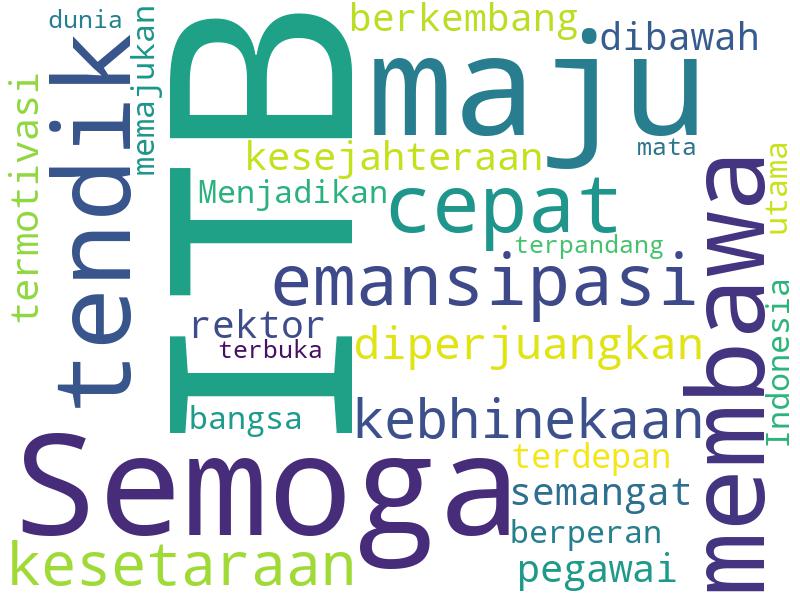 dunia
berkembang
dibawah
maju
tendik
memajukan
ITB
termotivasi
kesejahteraan
mata
Menjadikan
cepat
utama
terpandang
membawa
emansipasi
rektor
terbuka
diperjuangkan
Indonesia
bangsa
kebhinekaan
Semoga
terdepan
semangat
berperan
kesetaraan
pegawai